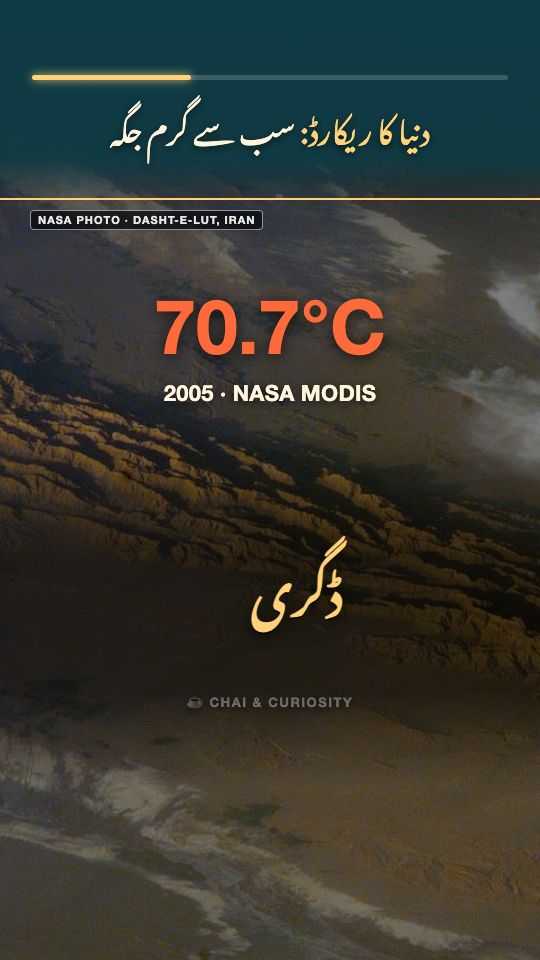 دنیا کا ریکارڈ: سب سے گرم جگہ
NASA PHOTO · DASHT-E-LUT, IRAN
70.7°C
2005 · NASA MODIS
ڈگری
CHAI & CURIOSITY